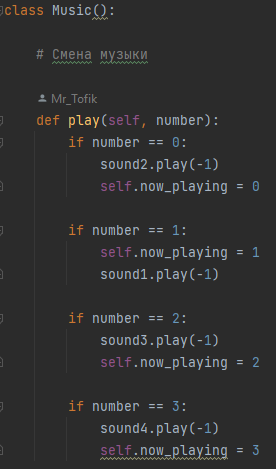 class Music():
# Смена музыки
Mr_Tofik
def play(self, number):
if number == 0:
sound2.play(-1)
self.now_playing = 0
if number == 1:
self.now_playing = 1
sound1.play(-1)
if number == 2:
sound3.play(-1)
self.now_playing = 2
if number == 3:
sound4.play(-1)
self.now_playing = 3